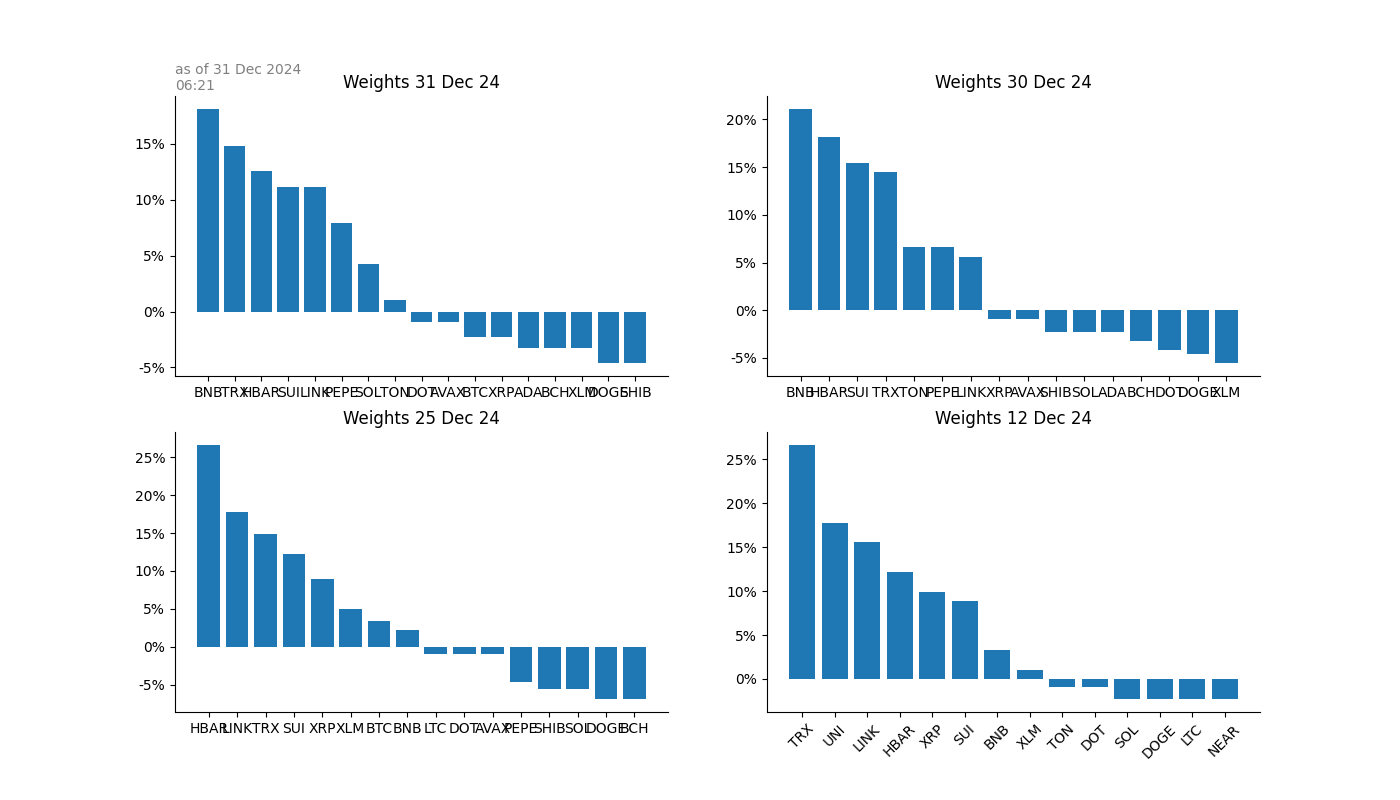 as of 31 Dec 2024
06:21
Weights 31 Dec 24
15%
10%
5%
0%
-5%
BNB TRX HBAR SUI LINK PEPE SOL TON DOT AVAX BTC XRP ADA BCH XLM DOGE SHIB
Weights 30 Dec 24
20%
15%
10%
5%
0%
-5%
BNB HBAR SUI TRX TON PEPE LINK XRP AVAX SHIB SOL ADA BCH DOT DOGE XLM
Weights 25 Dec 24
25%
20%
15%
10%
5%
0%
-5%
HBAR LINK TRX SUI XRP XLM BTC BNB LTC DOT AVAX PEPE SHIB SOL DOGE BCH
Weights 12 Dec 24
25%
20%
15%
10%
5%
0%
TRX UNI LINK HBAR XRP SUI BNB XLM TON DOT SOL DOGE LTC NEAR